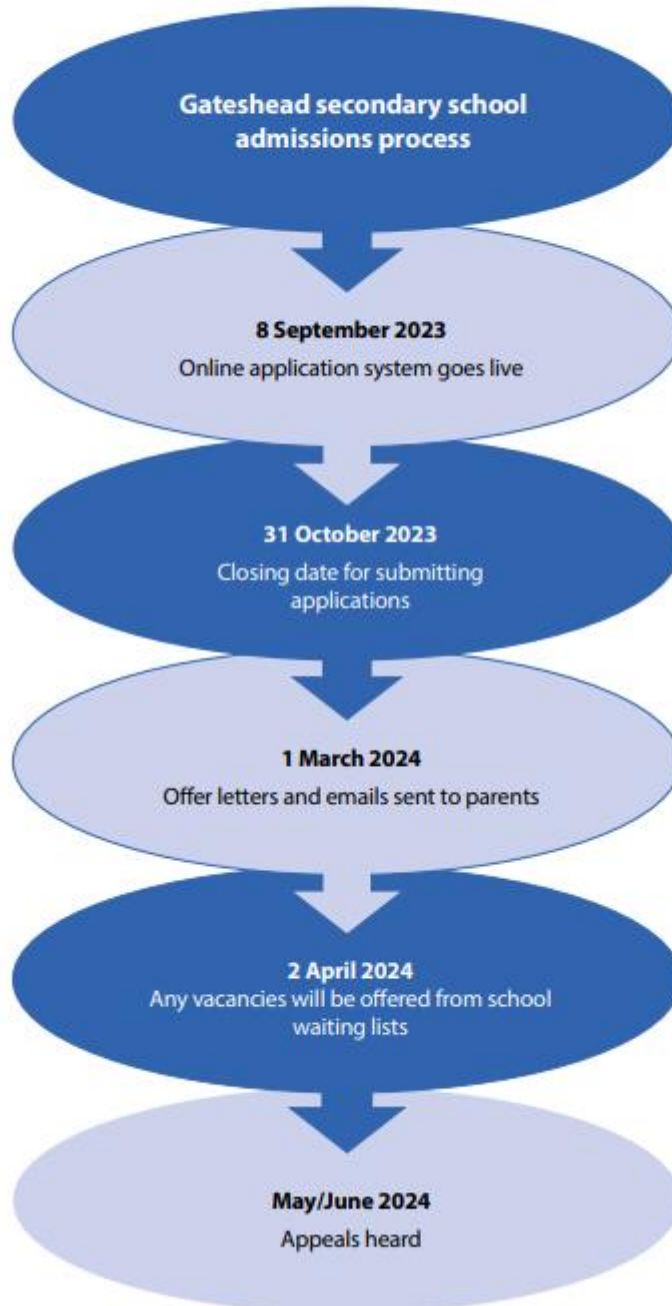 Gateshead secondary school
admissions process
8 September 2023
Online application system goes live
31 October 2023
Closing date for submitting
applications
1 March 2024
Offer letters and emails sent to parents
2 April 2024
Any vacancies will be offered from school
waiting lists
May/June 2024
Appeals heard